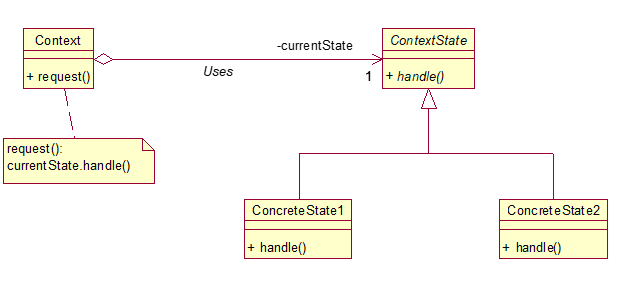 Context
+ request()
-currentState
Uses
1
ContextState
+ handle()
request():
currentState.handle()
ConcreteState1
+ handle()
ConcreteState2
+ handle()